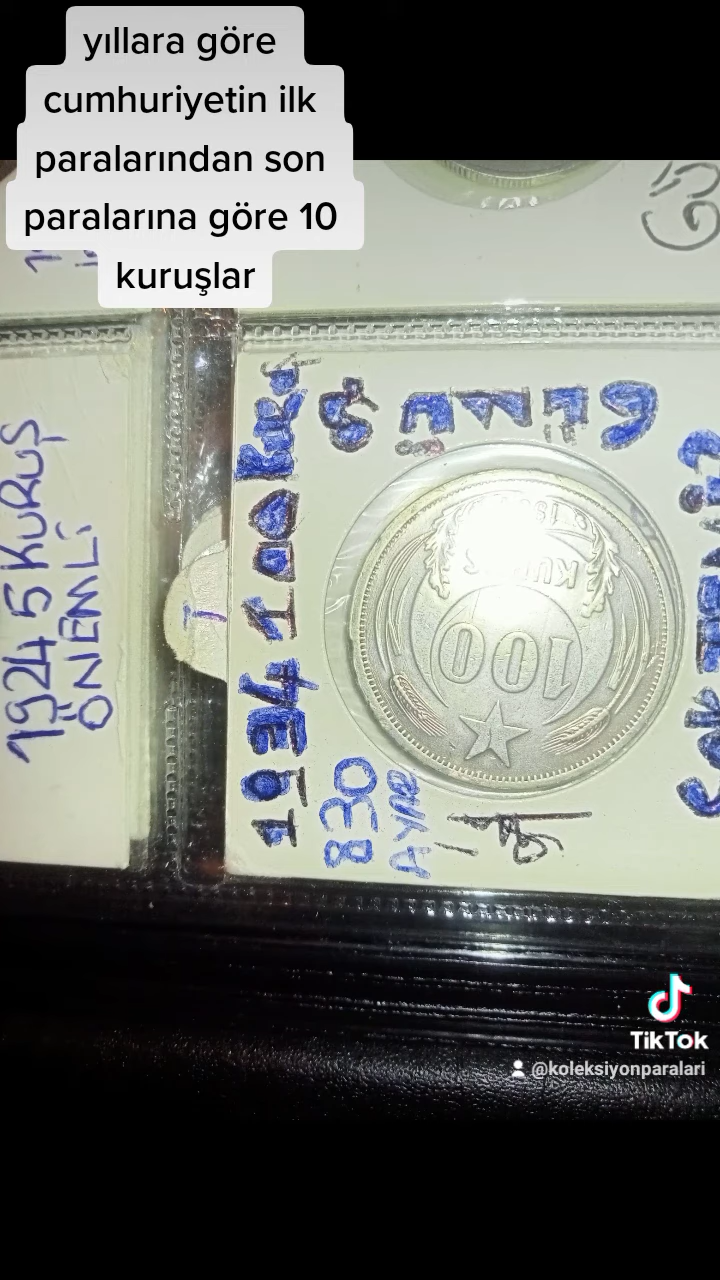 yıllara göre
cumhuriyetin ilk
paralarından son
paralarına göre 10
kuruşlar
1924 5 KURUŞ
ÖNEMLİ
1934 100 kuruş
830
Ayar
GÜMÜŞ
KURUŞ
100
TikTok
@koleksiyonparalari